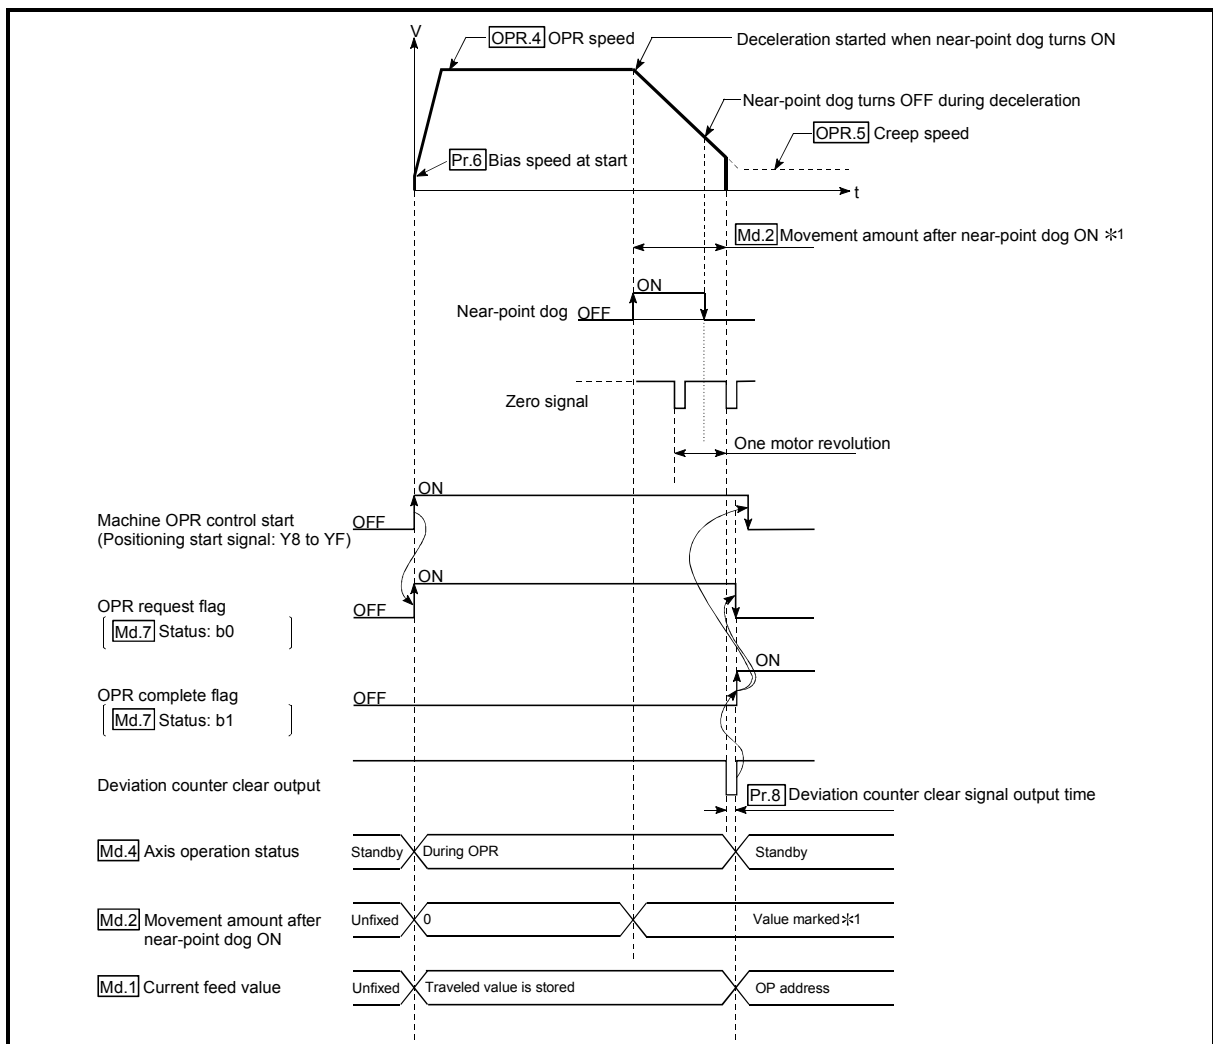 V
OPR.4 OPR speed
Deceleration started when near-point dog turns ON
Near-point dog turns OFF during deceleration
OPR.5 Creep speed
Pr.6 Bias speed at start
t
Md.2 Movement amount after near-point dog ON *1
ON
Near-point dog OFF
Zero signal
One motor revolution
ON
Machine OPR control start
(Positioning start signal: Y8 to YF)
OFF
ON
OPR request flag
OFF
Md.7 Status: b0
ON
OPR complete flag
OFF
Md.7 Status: b1
Deviation counter clear output
Pr.8 Deviation counter clear signal output time
Md.4 Axis operation status Standby During OPR Standby
Md.2 Movement amount after
near-point dog ON
Unfixed 0 Value marked*1
Md.1 Current feed value Unfixed Traveled value is stored OP address